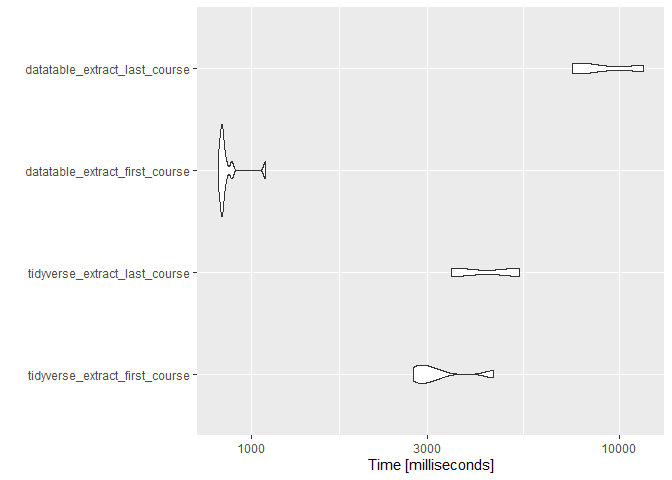 datatable_extract_last_course
datatable_extract_first_course
tidyverse_extract_last_course
tidyverse_extract_first_course
1000 3000 10000
Time [milliseconds]